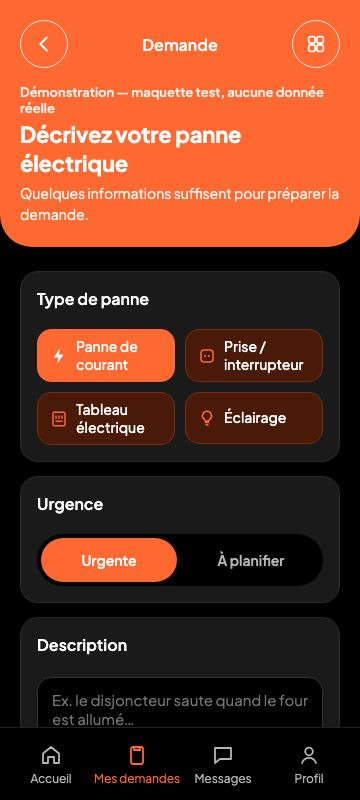 Demande
Démonstration — maquette test, aucune donnée
réelle
Décrivez votre panne
électrique
Quelques informations suffisent pour préparer la
demande.
Type de panne
Panne de
courant
Prise /
interrupteur
Tableau
électrique
Éclairage
Urgence
Urgente
À planifier
Description
Ex. le disjoncteur saute quand le four
est allumé…
Accueil
Mes demandes
Messages
Profil